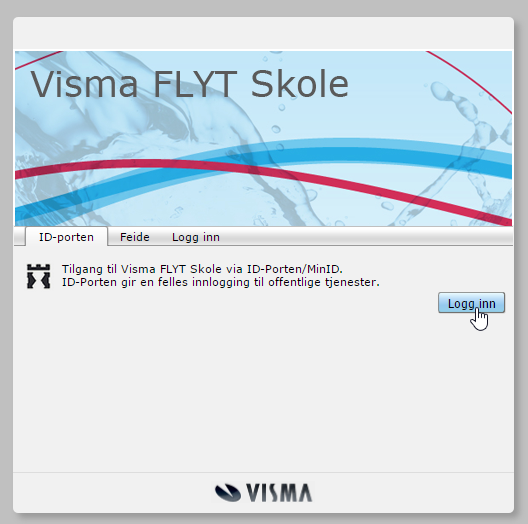 Visma FLYT Skole
ID-porten Feide Logg inn
Tilgang til Visma FLYT Skole via ID-Porten/MinID.
ID-Porten gir en felles innlogging til offentlige tjenester.
Logg inn
VISMA